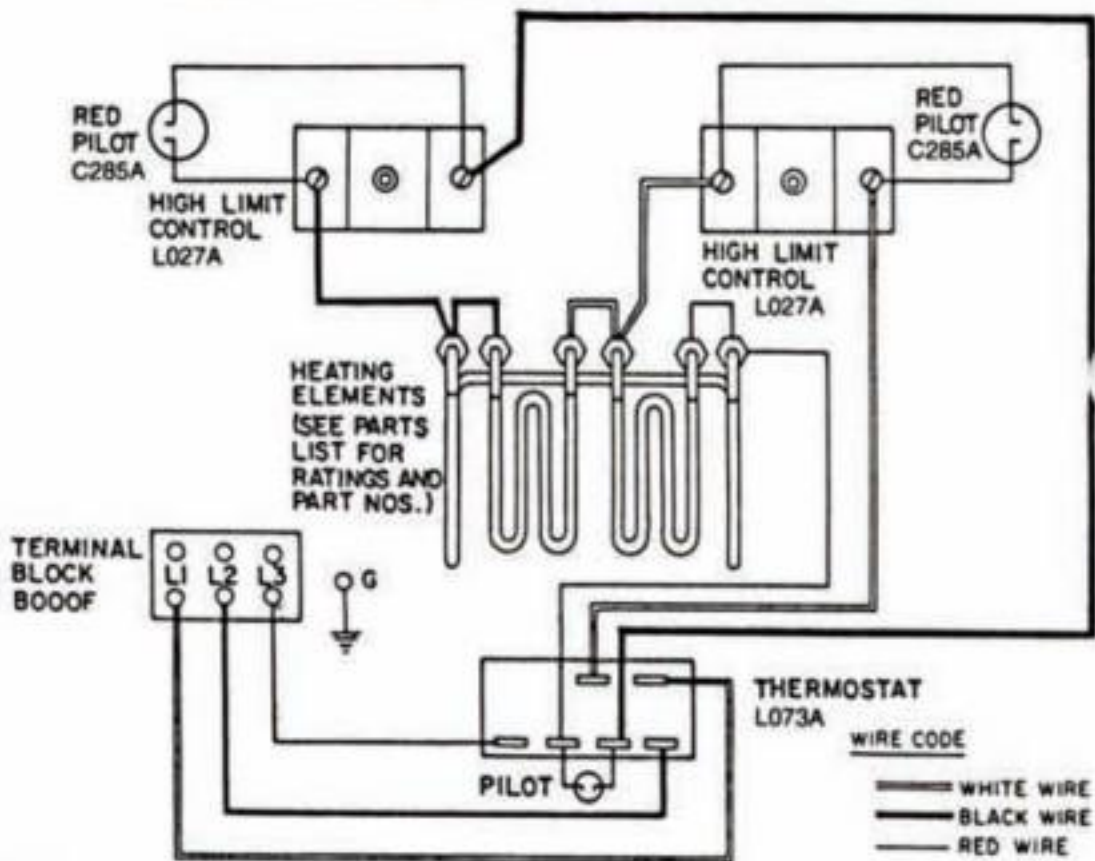 RED
PILOT
C285A
HIGH LIMIT
CONTROL
L027A
RED
PILOT
C285A
HIGH LIMIT
CONTROL
L027A
HEATING
ELEMENTS
(SEE PARTS
LIST FOR
RATINGS AND
PART NOS.)
TERMINAL
BLOCK
B000F
L1 L2 L3
G
THERMOSTAT
L073A
PILOT
WIRE CODE
WHITE WIRE
BLACK WIRE
RED WIRE